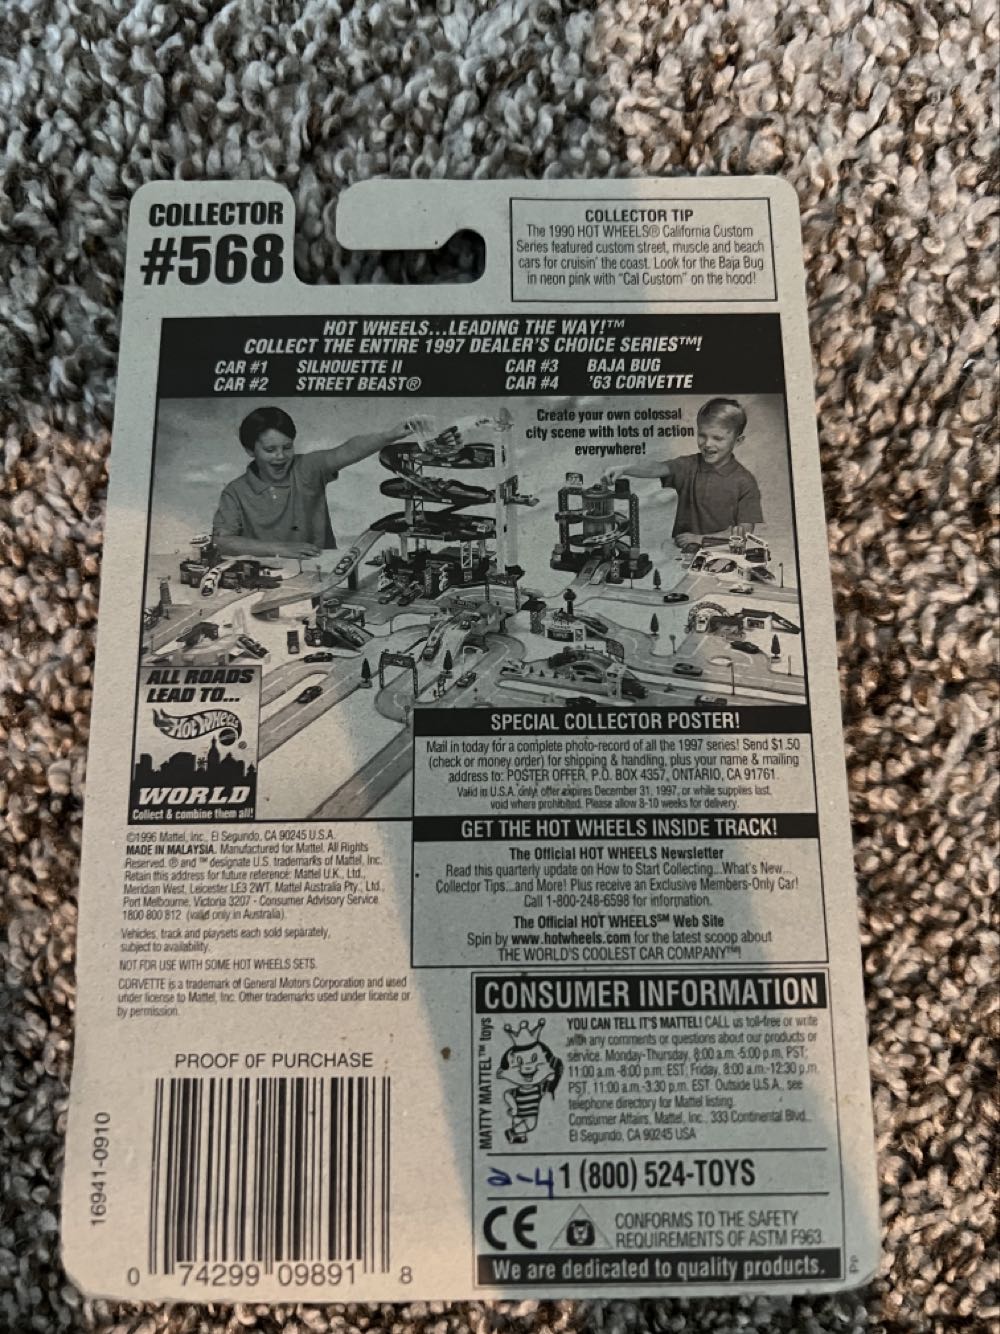 COLLECTOR
#568
COLLECTOR TIP
The 1990 HOT WHEELS® California Custom
Series featured custom street, muscle and beach
cars for cruisin' the coast. Look for the Baja Bug
in neon pink with "Cal Custom" on the hood!
HOT WHEELS...LEADING THE WAY!™
COLLECT THE ENTIRE 1997 DEALER'S CHOICE SERIES™!
CAR #1 SILHOUETTE II CAR #3 BAJA BUG
CAR #2 STREET BEAST® CAR #4 '63 CORVETTE
Create your own colossal
city scene with lots of action
everywhere!
ALL ROADS
LEAD TO...
HOT WHEELS®
WORLD
Collect & combine them all!
SPECIAL COLLECTOR POSTER!
Mail in today for a complete photo-record of all the 1997 series! Send $1.50
(check or money order) for shipping & handling, plus your name & mailing
address to: POSTER OFFER, P.O. BOX 4357, ONTARIO, CA 91761.
Valid in U.S.A. only, offer expires December 31, 1997, or while supplies last,
void where prohibited. Please allow 8-10 weeks for delivery.
GET THE HOT WHEELS INSIDE TRACK!
The Official HOT WHEELS Newsletter
Read this quarterly update on How to Start Collecting...What's New...
Collector Tips...and More! Plus receive an Exclusive Members-Only Car!
Call 1-800-248-6598 for information.
The Official HOT WHEELS℠ Web Site
Spin by www.hotwheels.com for the latest scoop about
THE WORLD'S COOLEST CAR COMPANY™!
©1996 Mattel, Inc., El Segundo, CA 90245 U.S.A.
MADE IN MALAYSIA. Manufactured for Mattel. All Rights
Reserved. ® and ™ designate U.S. trademarks of Mattel, Inc.
Retain this address for future reference: Mattel U.K., Ltd.,
Meridian West, Leicester LE3 2WT. Mattel Australia Pty., Ltd.,
Port Melbourne, Victoria 3207 - Consumer Advisory Service
1800 800 812 (valid only in Australia).
Vehicles, track and playsets each sold separately,
subject to availability.
NOT FOR USE WITH SOME HOT WHEELS SETS.
CORVETTE is a trademark of General Motors Corporation and used
under license to Mattel, Inc. Other trademarks used under license or
by permission.
CONSUMER INFORMATION
MATTY MATTEL™ toys
YOU CAN TELL IT'S MATTEL! CALL us toll-free or write
with any comments or questions about our products or
service. Monday-Thursday, 8:00 a.m.-5:00 p.m. PST;
11:00 a.m.-8:00 p.m. EST; Friday, 8:00 a.m.-12:30 p.m.
PST, 11:00 a.m.-3:30 p.m. EST. Outside U.S.A., see
telephone directory for Mattel listing.
Consumer Affairs, Mattel, Inc., 333 Continental Blvd.,
El Segundo, CA 90245 USA
2-4 1 (800) 524-TOYS
CE
CONFORMS TO THE SAFETY
REQUIREMENTS OF ASTM F963.
We are dedicated to quality products.
PROOF OF PURCHASE
16941-0910
0 74299 09891 8